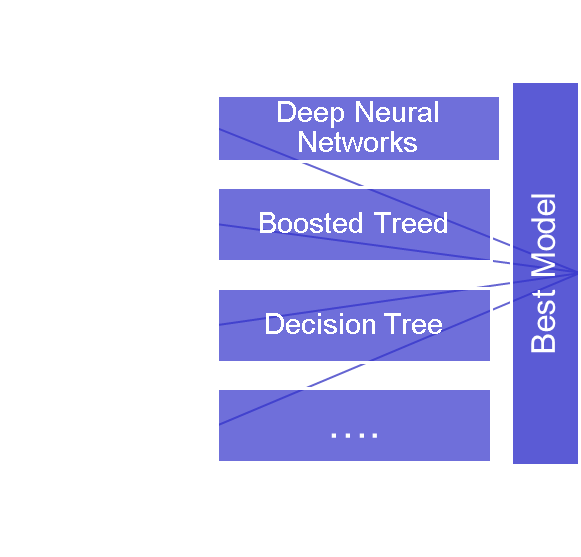 Deep Neural
Networks
Boosted Treed
Decision Tree
....
Best Model